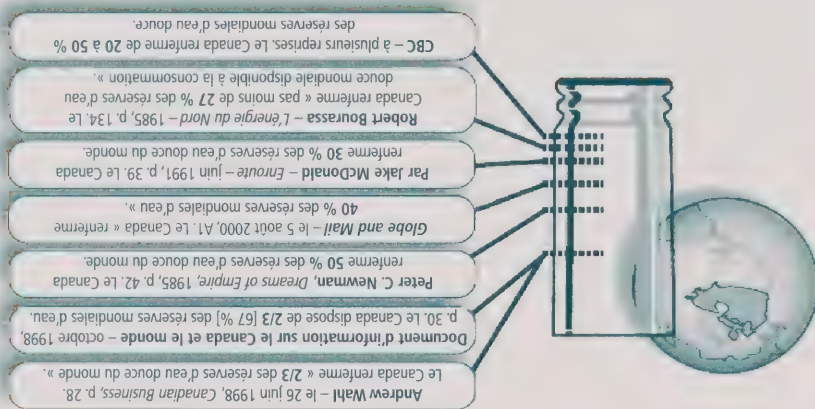 Andrew Wahl – le 26 juin 1998, Canadian Business, p. 28.
Le Canada renferme « 2/3 des réserves d'eau douce du monde ».
Document d'information sur le Canada et le monde – octobre 1998,
p. 30. Le Canada dispose de 2/3 [67 %] des réserves mondiales d'eau.
Peter C. Newman, Dreams of Empire, 1985, p. 42. Le Canada
renferme 50 % des réserves d'eau douce du monde.
Globe and Mail – le 5 août 2000, A1. Le Canada « renferme
40 % des réserves mondiales d'eau ».
Par Jake McDonald – Enroute – juin 1991, p. 39. Le Canada
renferme 30 % des réserves d'eau douce du monde.
Robert Bourassa – L'énergie du Nord – 1985, p. 134. Le
Canada renferme « pas moins de 27 % des réserves d'eau
douce mondiale disponible à la consommation ».
CBC – à plusieurs reprises. Le Canada renferme de 20 à 50 %
des réserves mondiales d'eau douce.